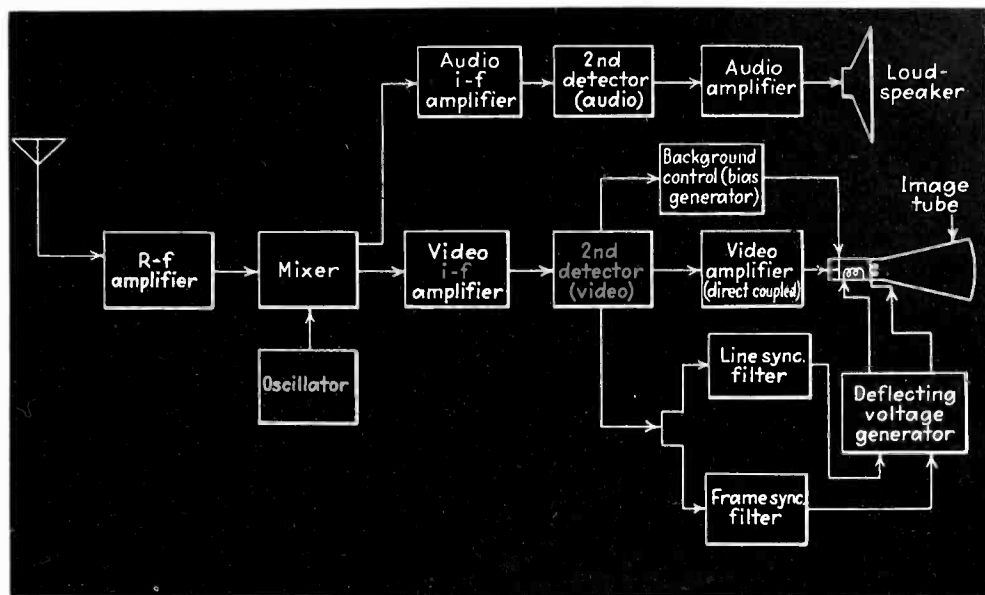 Audio
i-f
amplifier
2nd
detector
(audio)
Audio
amplifier
Loud-
speaker
Background
control (bias
generator)
Image
tube
R-f
amplifier
Mixer
Video
i-f
amplifier
2nd
detector
(video)
Video
amplifier
(direct coupled)
Oscillator
Line sync.
filter
Deflecting
voltage
generator
Frame sync.
filter